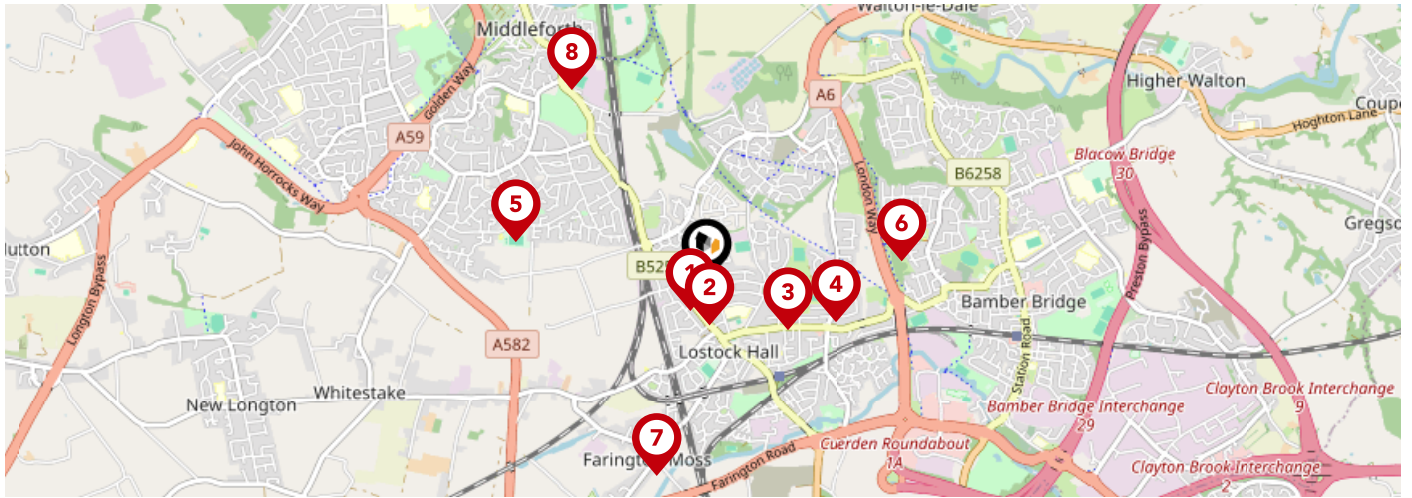 Walton-le-Dale
Middleforth
8
Higher Walton
A6
Golden Way
Coupe
Hoghton Lane
A59
John Horrocks Way
Blacow Bridge
30
London Way
B6258
5
6
Gregso
utton
B52
1
2
3
4
Preston Bypass
Longton Bypass
Bamber Bridge
A582
Lostock Hall
Station Road
Whitestake
New Longton
Clayton Brook Interchange
9
Bamber Bridge Interchange
29
7
Farington Moss
Cuerden Roundabout
1A
Farington Road
Clayton Brook Interchange
2